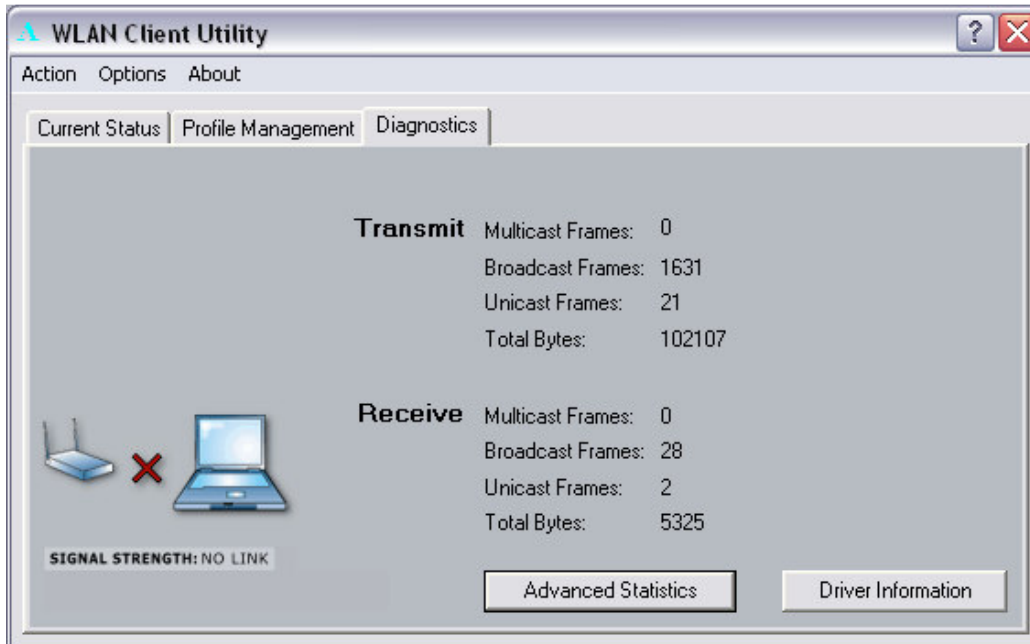 WLAN Client Utility
Action Options About
Current Status Profile Management Diagnostics
Transmit Multicast Frames: 0
Broadcast Frames: 1631
Unicast Frames: 21
Total Bytes: 102107
Receive Multicast Frames: 0
Broadcast Frames: 28
Unicast Frames: 2
Total Bytes: 5325
SIGNAL STRENGTH: NO LINK
Advanced Statistics Driver Information